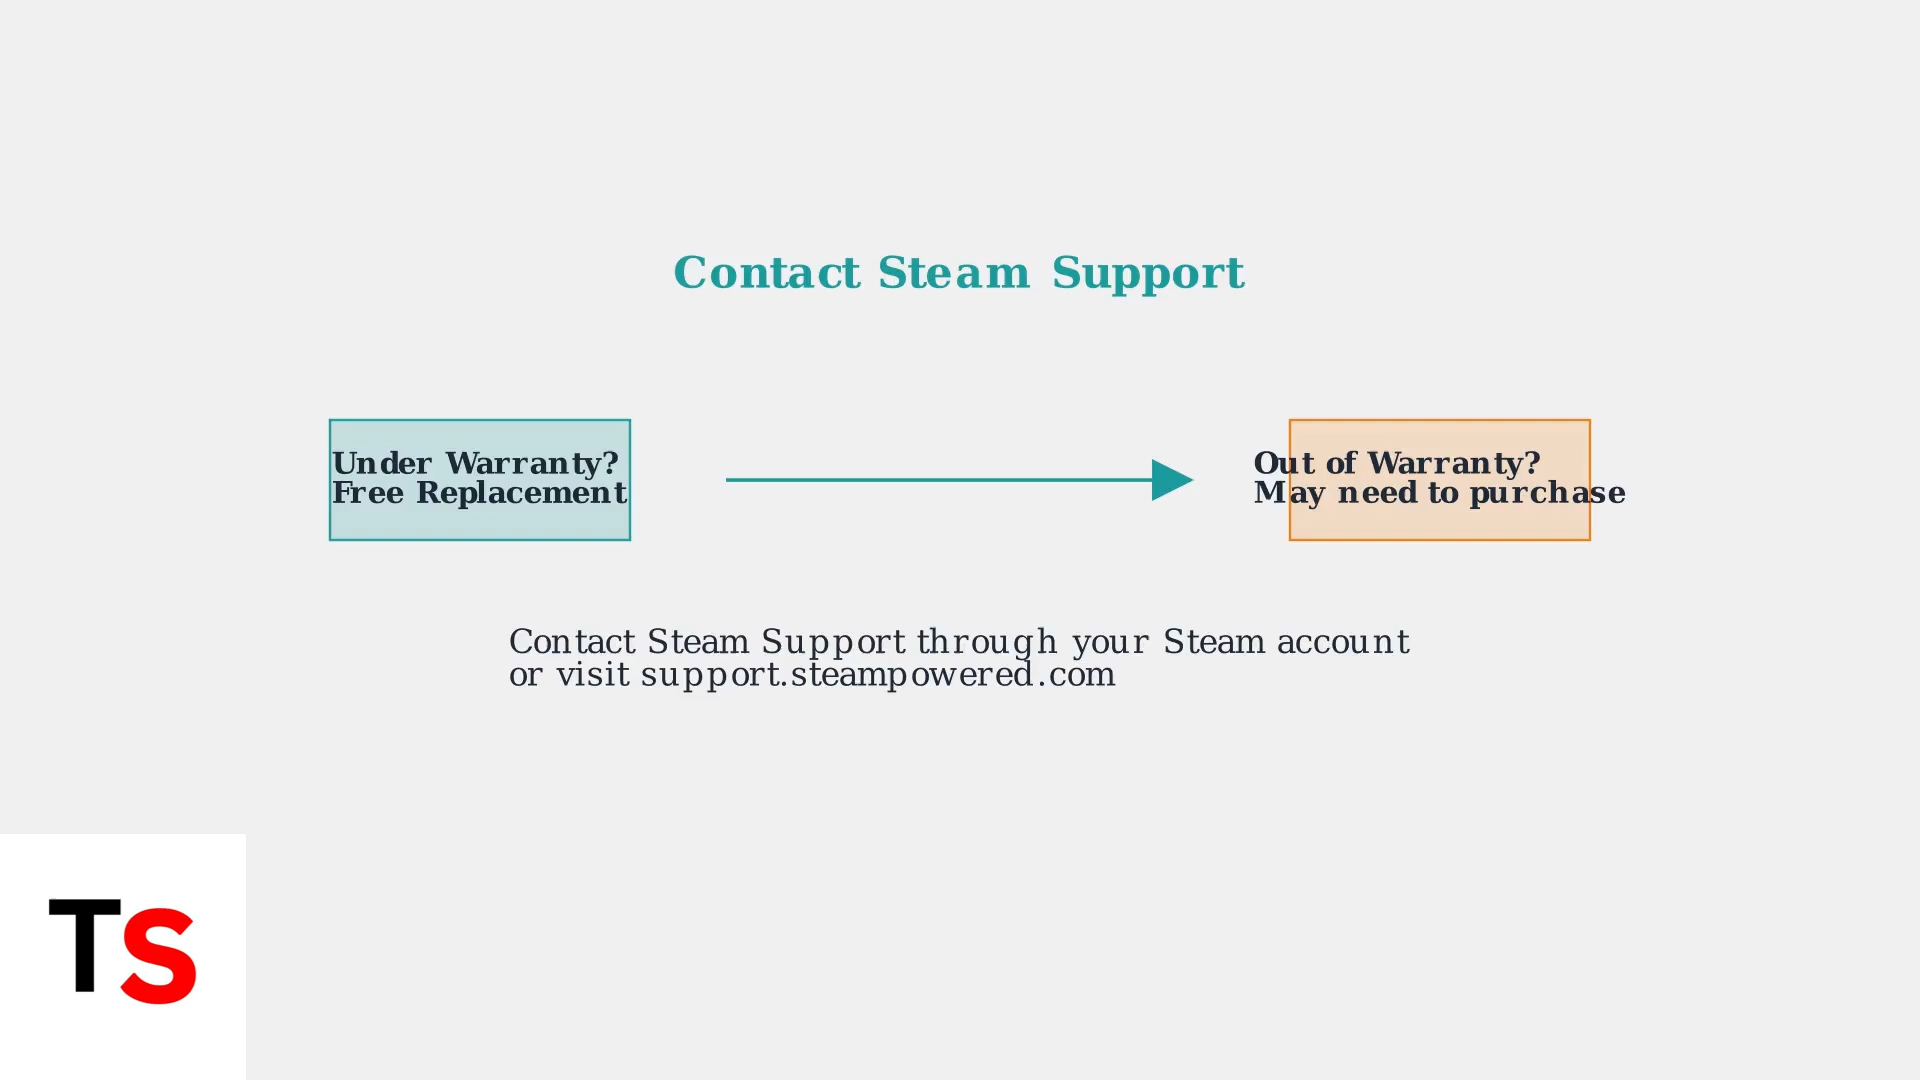 Contact Steam Support
Under Warranty?
Free Replacement
Out of Warranty?
May need to purchase
Contact Steam Support through your Steam account
or visit support.steampowered.com
TS